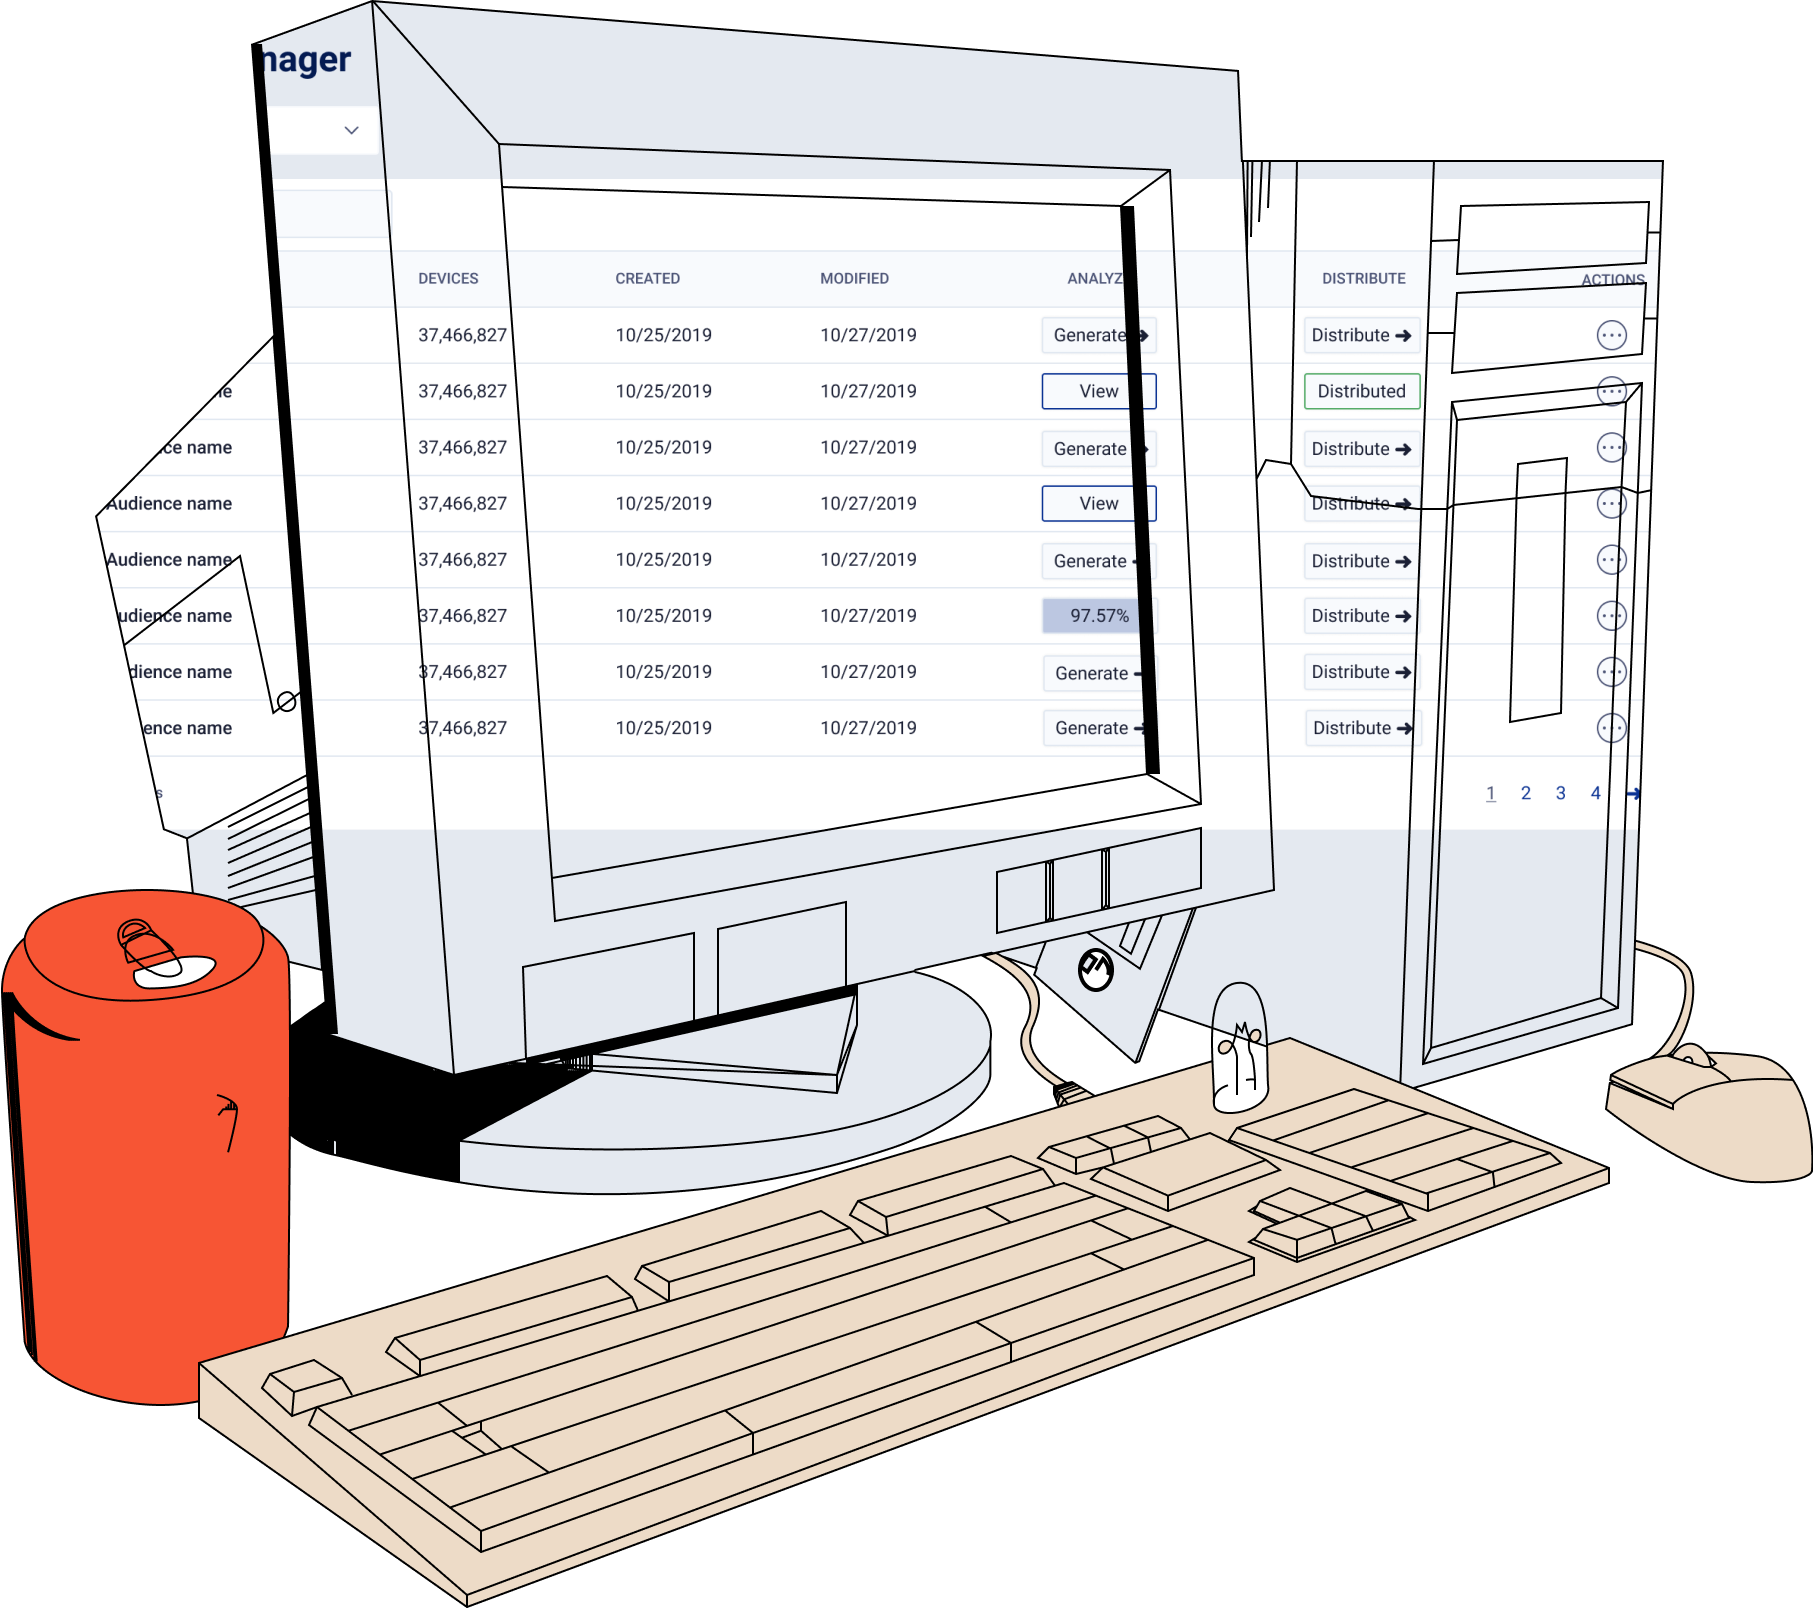 nager
DEVICES CREATED MODIFIED ANALYZ DISTRIBUTE ACTIONS
37,466,827 10/25/2019 10/27/2019 Generate Distribute
37,466,827 10/25/2019 10/27/2019 View Distributed
ce name 37,466,827 10/25/2019 10/27/2019 Generate Distribute
Audience name 37,466,827 10/25/2019 10/27/2019 View Distribute
Audience name 37,466,827 10/25/2019 10/27/2019 Generate Distribute
udience name 37,466,827 10/25/2019 10/27/2019 97.57% Distribute
dience name 37,466,827 10/25/2019 10/27/2019 Generate Distribute
ence name 37,466,827 10/25/2019 10/27/2019 Generate Distribute
s 1 2 3 4